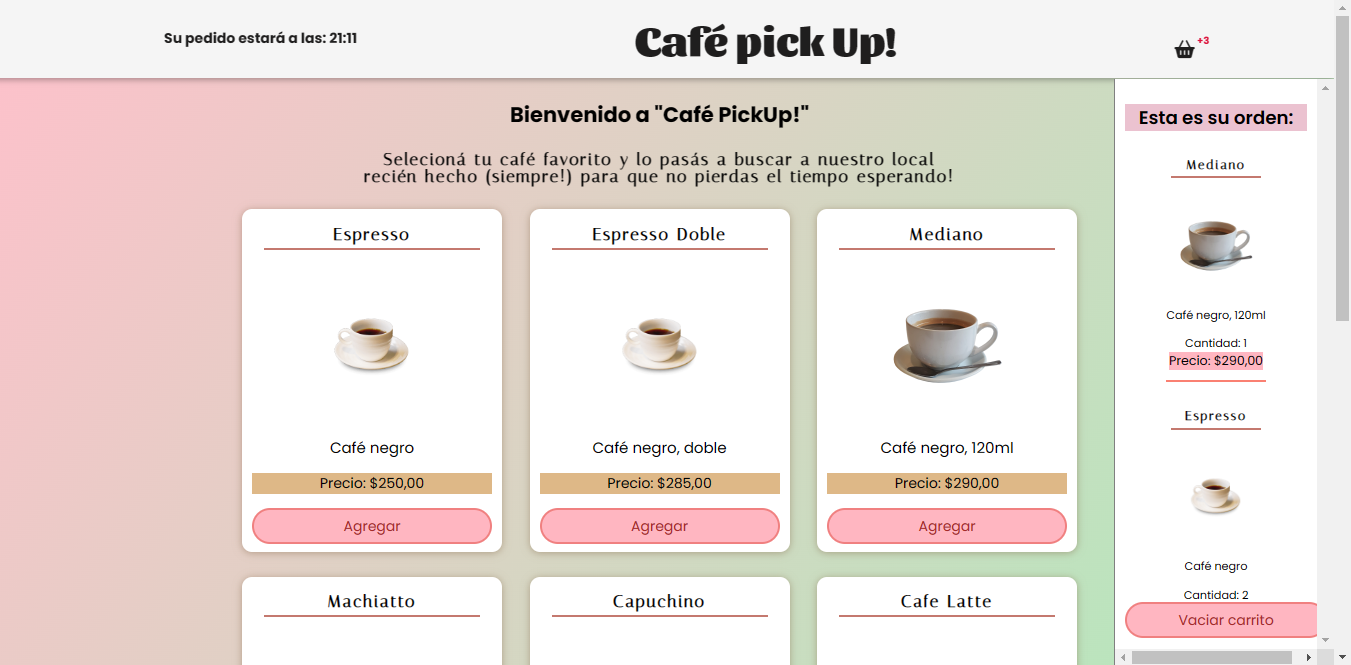 Su pedido estará a las: 21:11
Café pick Up!
+3
Bienvenido a "Café PickUp!"
Selecioná tu café favorito y lo pasás a buscar a nuestro local
recién hecho (siempre!) para que no pierdas el tiempo esperando!
Espresso
Café negro
Precio: $250,00
Agregar
Espresso Doble
Café negro, doble
Precio: $285,00
Agregar
Mediano
Café negro, 120ml
Precio: $290,00
Agregar
Machiatto
Capuchino
Cafe Latte
Esta es su orden:
Mediano
Café negro, 120ml
Cantidad: 1
Precio: $290,00
Espresso
Café negro
Cantidad: 2
Vaciar carrito